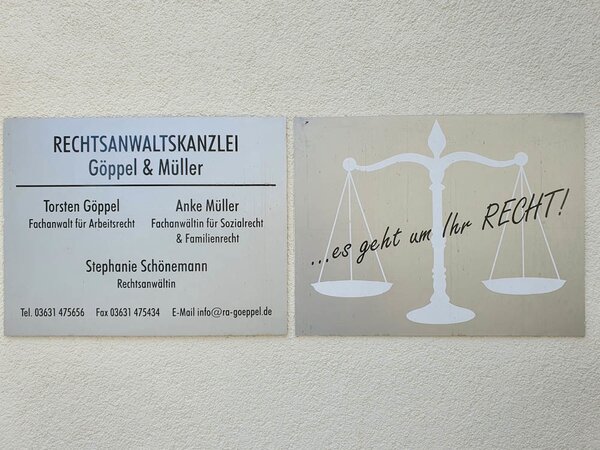 RECHTSANWALTSKANZLEI
Göppel & Müller
Torsten Göppel
Fachanwalt für Arbeitsrecht
Anke Müller
Fachanwältin für Sozialrecht
& Familienrecht
Stephanie Schönemann
Rechtsanwältin
Tel. 03631 475656 Fax 03631 475434 E-Mail info@ra-goeppel.de
...es geht um Ihr RECHT!